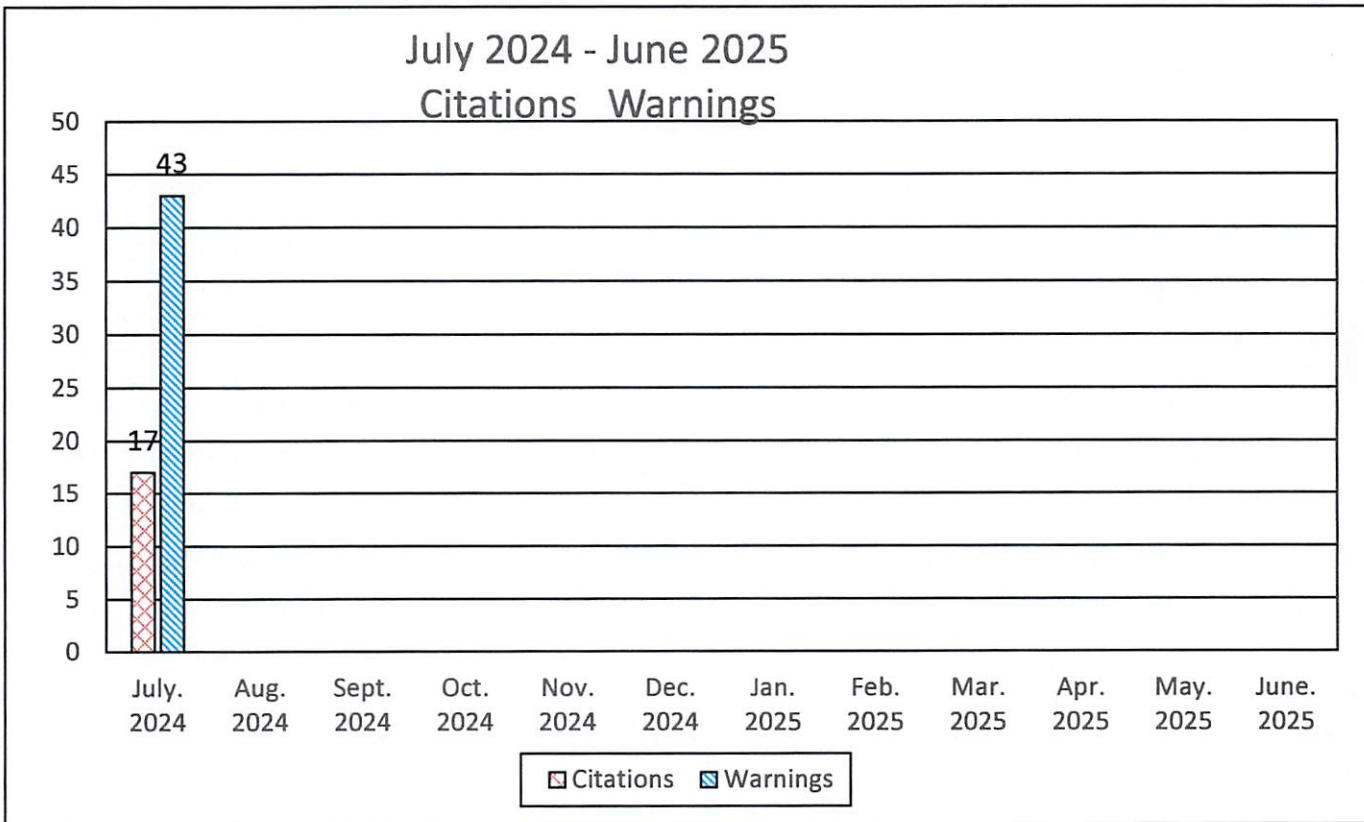 July 2024 - June 2025
Citations Warnings
50
45
40
35
30
25
20
15
10
5
0
43
17
July. Aug. Sept. Oct. Nov. Dec. Jan. Feb. Mar. Apr. May. June.
2024 2024 2024 2024 2024 2024 2025 2025 2025 2025 2025 2025
Citations Warnings